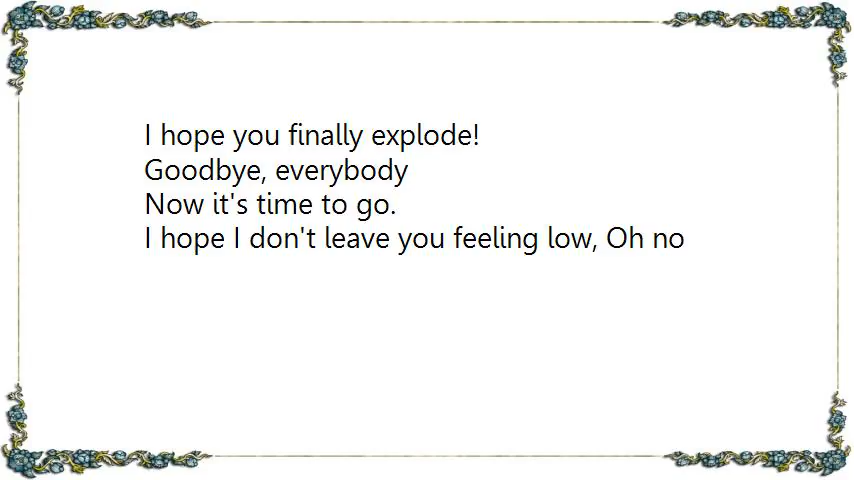 I hope you finally explode!
Goodbye, everybody
Now it's time to go.
I hope I don't leave you feeling low, Oh no